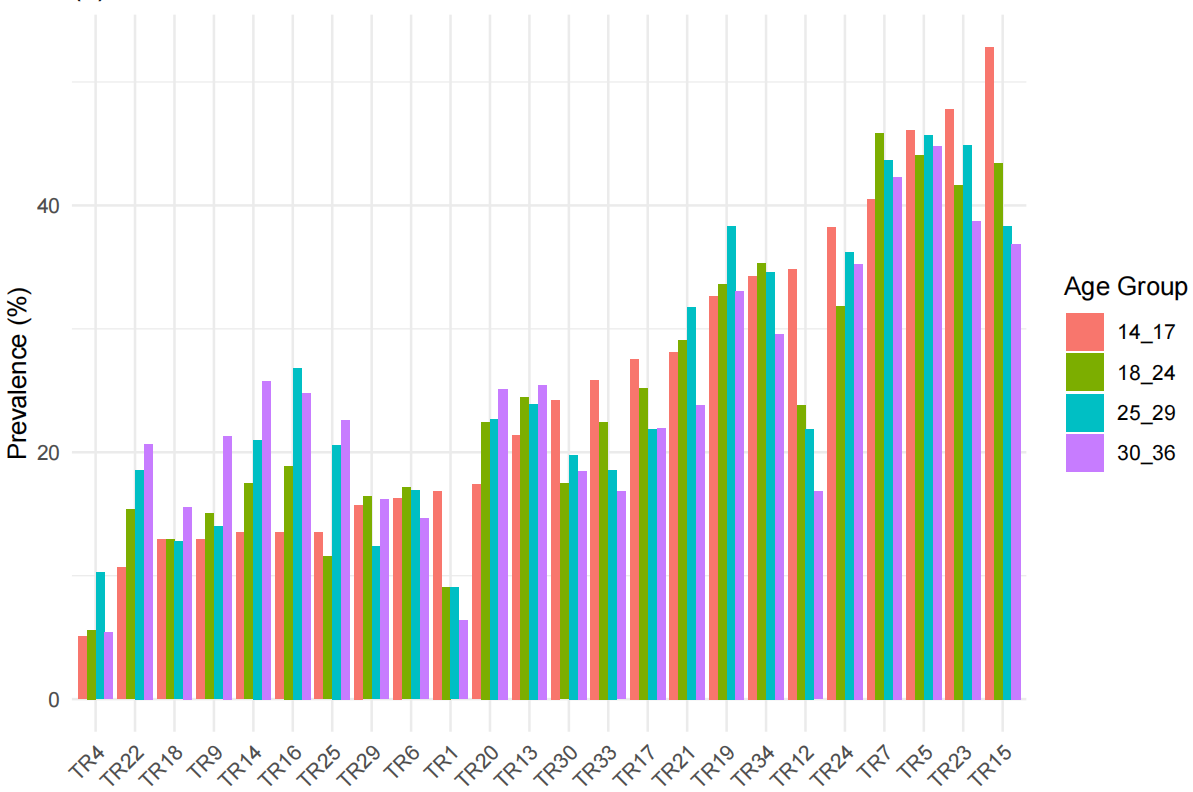 Prevalence (%)
40
20
0
TR4
TR22
TR18
TR9
TR14
TR16
TR25
TR29
TR6
TR1
TR20
TR13
TR30
TR33
TR17
TR21
TR19
TR34
TR12
TR24
TR7
TR5
TR23
TR15
Age Group
14_17
18_24
25_29
30_36